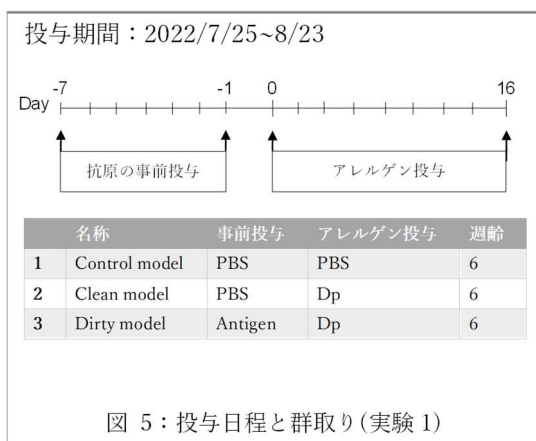 投与期間：2022/7/25~8/23
-7 -1 0 16
Day
抗原の事前投与 アレルゲン投与
名称 事前投与 アレルゲン投与 週齢
1 Control model PBS PBS 6
2 Clean model PBS Dp 6
3 Dirty model Antigen Dp 6
図 5：投与日程と群取り(実験 1)